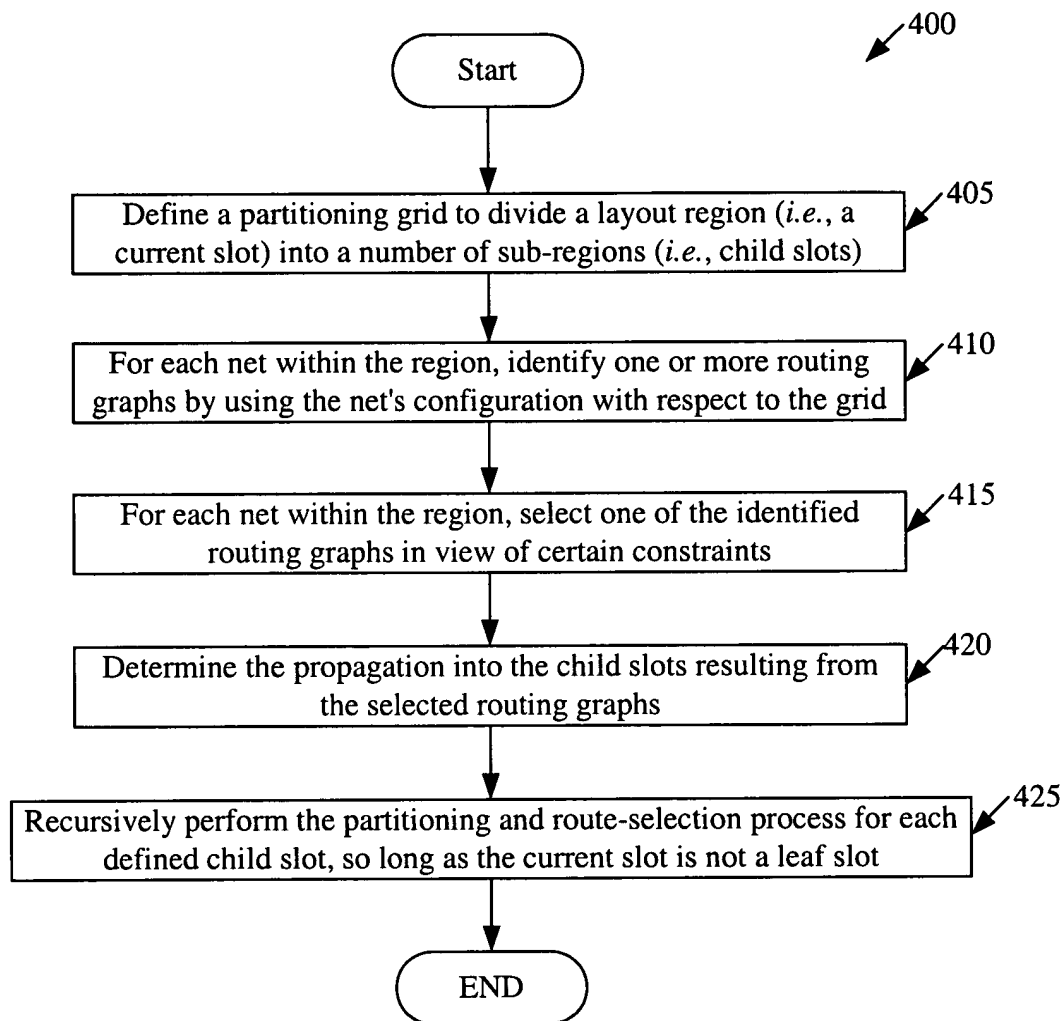 400
Start
405
Define a partitioning grid to divide a layout region (i.e., a
current slot) into a number of sub-regions (i.e., child slots)
410
For each net within the region, identify one or more routing
graphs by using the net's configuration with respect to the grid
415
For each net within the region, select one of the identified
routing graphs in view of certain constraints
420
Determine the propagation into the child slots resulting from
the selected routing graphs
425
Recursively perform the partitioning and route-selection process for each
defined child slot, so long as the current slot is not a leaf slot
END